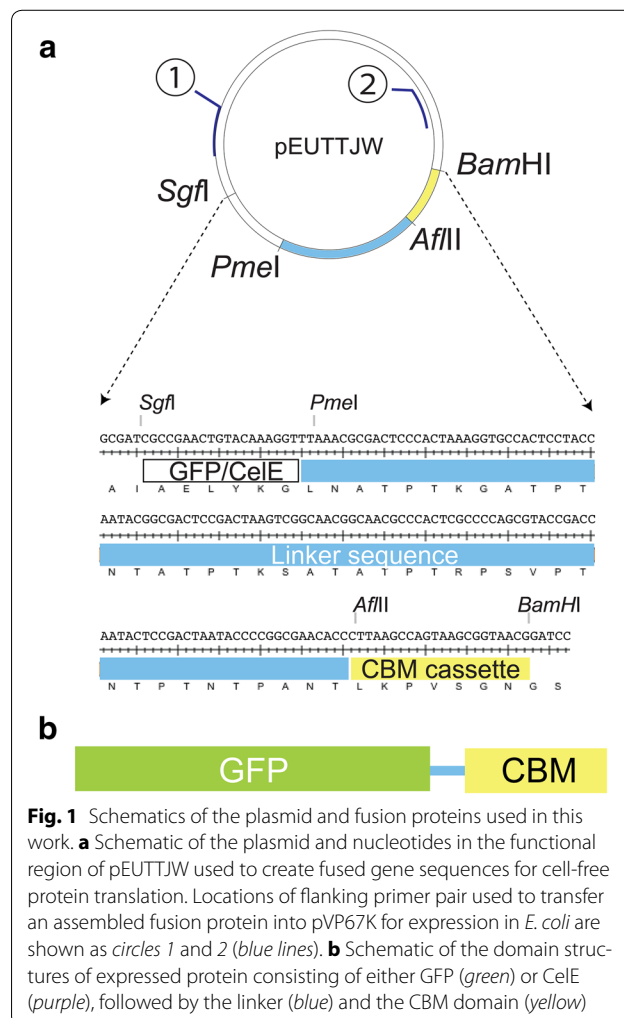 a
1
2
pEUTTJW
BamHI
SgfI
AflII
PmeI
SgfI PmeI
GCGATCGCCGAACTGTACAAAGGTTTAAACGCGACTCCCACTAAAGGTGCCACTCCTACC
GFP/CelE
A I A E L Y K G L N A T P T K G A T P T
AATACGGCGACTCCGACTAAGTCGGCAACGGCAACGCCCACTCGCCCCAGCGTACCGACC
Linker sequence
N T A T P T K S A T A T P T R P S V P T
AflII BamHI
AATACTCCGACTAATACCCCGGCGAACACCCTTAAGCCAGTAAGCGGTAACGGATCC
CBM cassette
N T P T N T P A N T L K P V S G N G S
b
GFP CBM
Fig. 1 Schematics of the plasmid and fusion proteins used in this
work. a Schematic of the plasmid and nucleotides in the functional
region of pEUTTJW used to create fused gene sequences for cell-free
protein translation. Locations of flanking primer pair used to transfer
an assembled fusion protein into pVP67K for expression in E. coli are
shown as circles 1 and 2 (blue lines). b Schematic of the domain struc-
tures of expressed protein consisting of either GFP (green) or CelE
(purple), followed by the linker (blue) and the CBM domain (yellow)